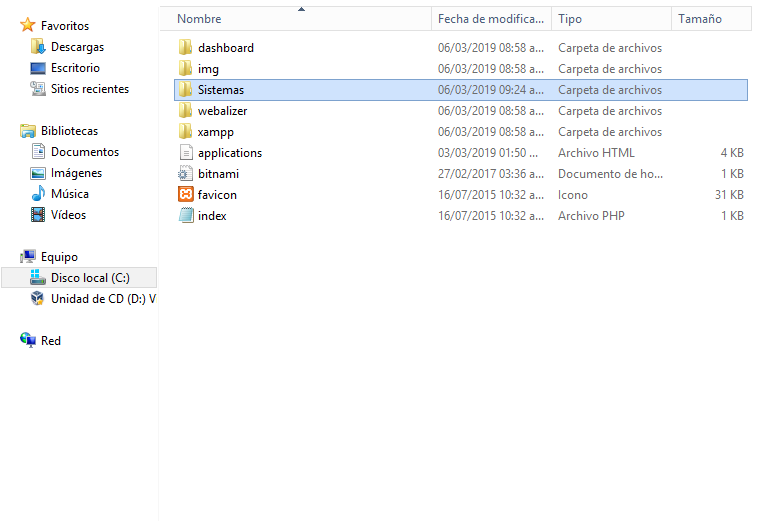 Favoritos
Descargas
Escritorio
Sitios recientes
Bibliotecas
Documentos
Imágenes
Música
Vídeos
Equipo
Disco local (C:)
Unidad de CD (D:) V
Red
Nombre Fecha de modifica... Tipo Tamaño
dashboard 06/03/2019 08:58 a... Carpeta de archivos
img 06/03/2019 08:58 a... Carpeta de archivos
Sistemas 06/03/2019 09:24 a... Carpeta de archivos
webalizer 06/03/2019 08:58 a... Carpeta de archivos
xampp 06/03/2019 08:58 a... Carpeta de archivos
applications 03/03/2019 01:50 ... Archivo HTML 4 KB
bitnami 27/02/2017 03:36 a... Documento de ho... 1 KB
favicon 16/07/2015 10:32 a... Icono 31 KB
index 16/07/2015 10:32 a... Archivo PHP 1 KB